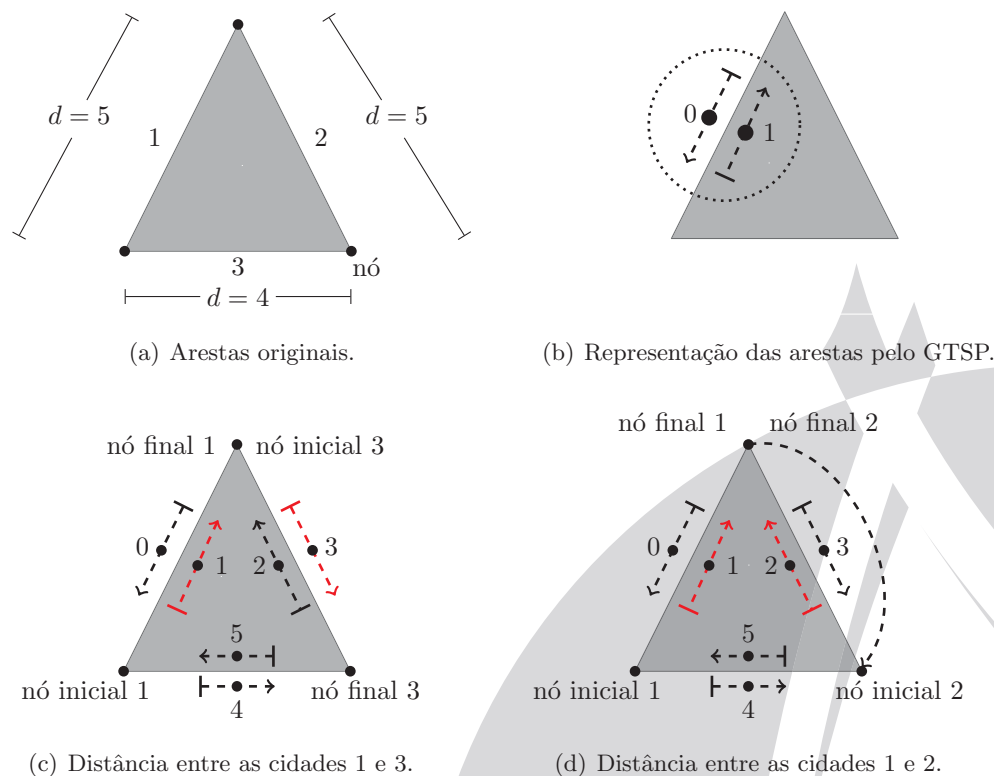 d = 5
d = 5
1
2
3
nó
d = 4
(a) Arestas originais.
0
1
(b) Representação das arestas pelo GTSP.
nó final 1
nó inicial 3
0
1
2
3
5
nó inicial 1
nó final 3
4
(c) Distância entre as cidades 1 e 3.
nó final 1
nó final 2
0
1
2
3
5
nó inicial 1
nó inicial 2
4
(d) Distância entre as cidades 1 e 2.